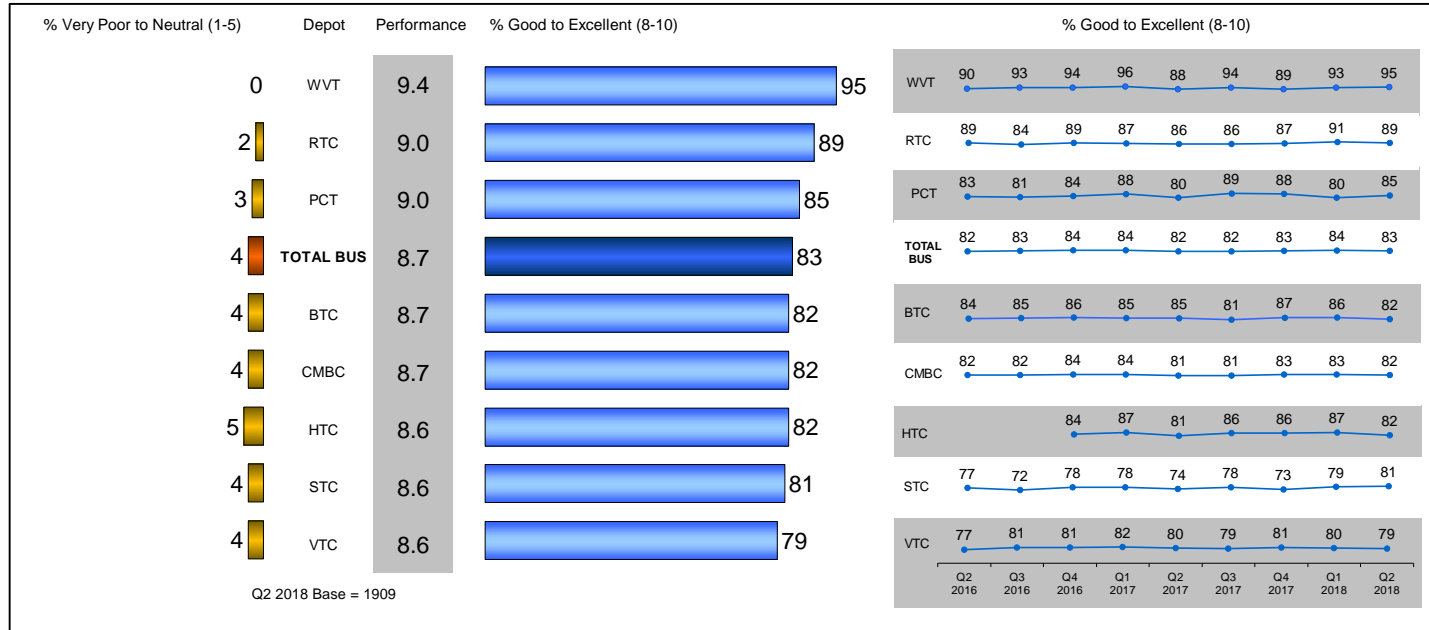 % Very Poor to Neutral (1-5) Depot Performance % Good to Excellent (8-10) % Good to Excellent (8-10)
0 WVT 9.4 95
2 RTC 9.0 89
3 PCT 9.0 85
4 TOTAL BUS 8.7 83
4 BTC 8.7 82
4 CMBC 8.7 82
5 HTC 8.6 82
4 STC 8.6 81
4 VTC 8.6 79
Q2 2018 Base = 1909
WVT 90 93 94 96 88 94 89 93 95
RTC 89 84 89 87 86 86 87 91 89
PCT 83 81 84 88 80 89 88 80 85
TOTAL 82 83 84 84 82 82 83 84 83
BUS
BTC 84 85 86 85 85 81 87 86 82
CMBC 82 82 84 84 81 81 83 83 82
HTC 84 87 81 86 86 87 82
STC 77 72 78 78 74 78 73 79 81
VTC 77 81 81 82 80 79 81 80 79
Q2 Q3 Q4 Q1 Q2 Q3 Q4 Q1 Q2
2016 2016 2016 2017 2017 2017 2017 2018 2018